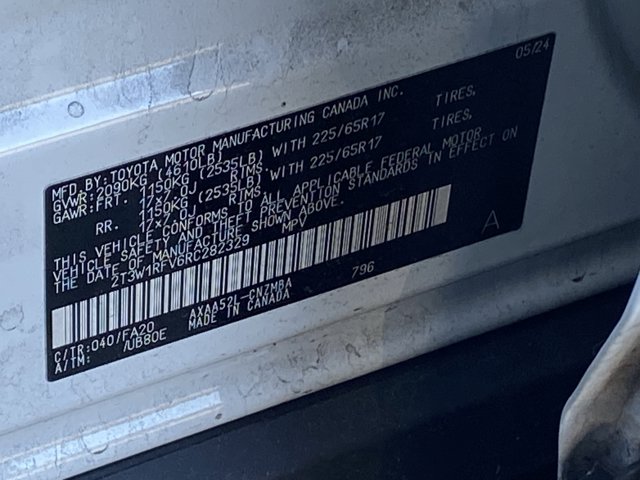 05/24
MFD.BY:TOYOTA MOTOR MANUFACTURING CANADA INC.
GVWR:2090KG (4610LB)
GAWR:FRT. 1150KG (2535LB) WITH 225/65R17 TIRES,
17x7.0J RIMS,
RR. 1150KG (2535LB) WITH 225/65R17 TIRES,
17x7.0J RIMS,
THIS VEHICLE CONFORMS TO ALL APPLICABLE FEDERAL MOTOR
VEHICLE SAFETY AND THEFT PREVENTION STANDARDS IN EFFECT ON
THE DATE OF MANUFACTURE SHOWN ABOVE.
2T3W1RFV6RC282329 MPV
A
C/TR:040/FA20 AXAA52L-CNZMBA 796
A/TM: /UB80E MADE IN CANADA